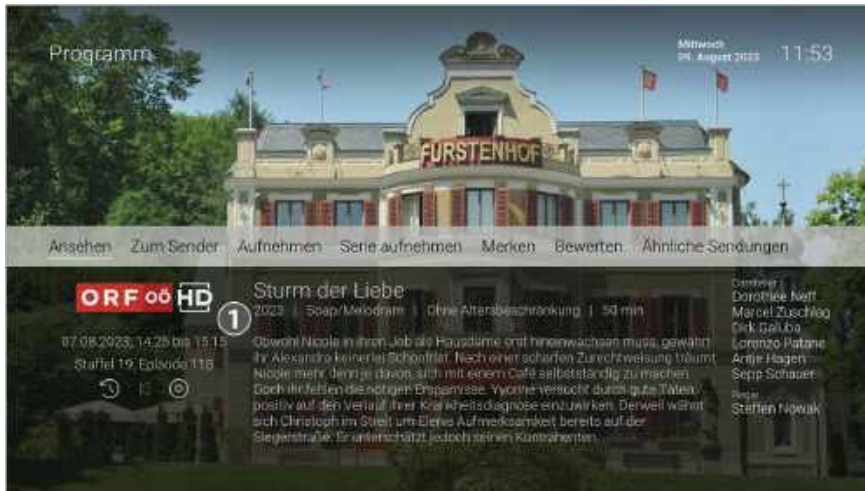 Programm
Mittwoch
09. August 2023
11:53
FURSTENHOF
Ansehen Zum Sender Aufnehmen Serie aufnehmen Merken Bewerten Ähnliche Sendungen
ORF OÖ HD
1
07.08.2023, 14:25 bis 15:15
Staffel 19, Episode 118
Sturm der Liebe
2023 | Soap/Melodram | Ohne Altersbeschränkung | 50 min
Obwohl Nicole in ihren Job als Hausdame erst hineinwachsen muss, gewährt
ihr Alexandra keinerlei Schonfrist. Nach einer scharfen Zurechtweisung träumt
Nicole mehr denn je davon, sich mit einem Café selbstständig zu machen.
Doch ihr fehlen die nötigen Ersparnisse. Yvonne versucht durch gute Taten,
positiv auf den Verlauf ihrer Krankheitsdiagnose einzuwirken. Derweil wähnt
sich Christoph im Streit um Elenis Aufmerksamkeit bereits auf der
Siegerstraße. Er unterschätzt jedoch seinen Kontrahenten.
Darsteller
Dorothée Neff
Marcel Zuschlag
Dirk Galuba
Lorenzo Patané
Antje Hagen
Sepp Schauer
Regie
Steffen Nowak